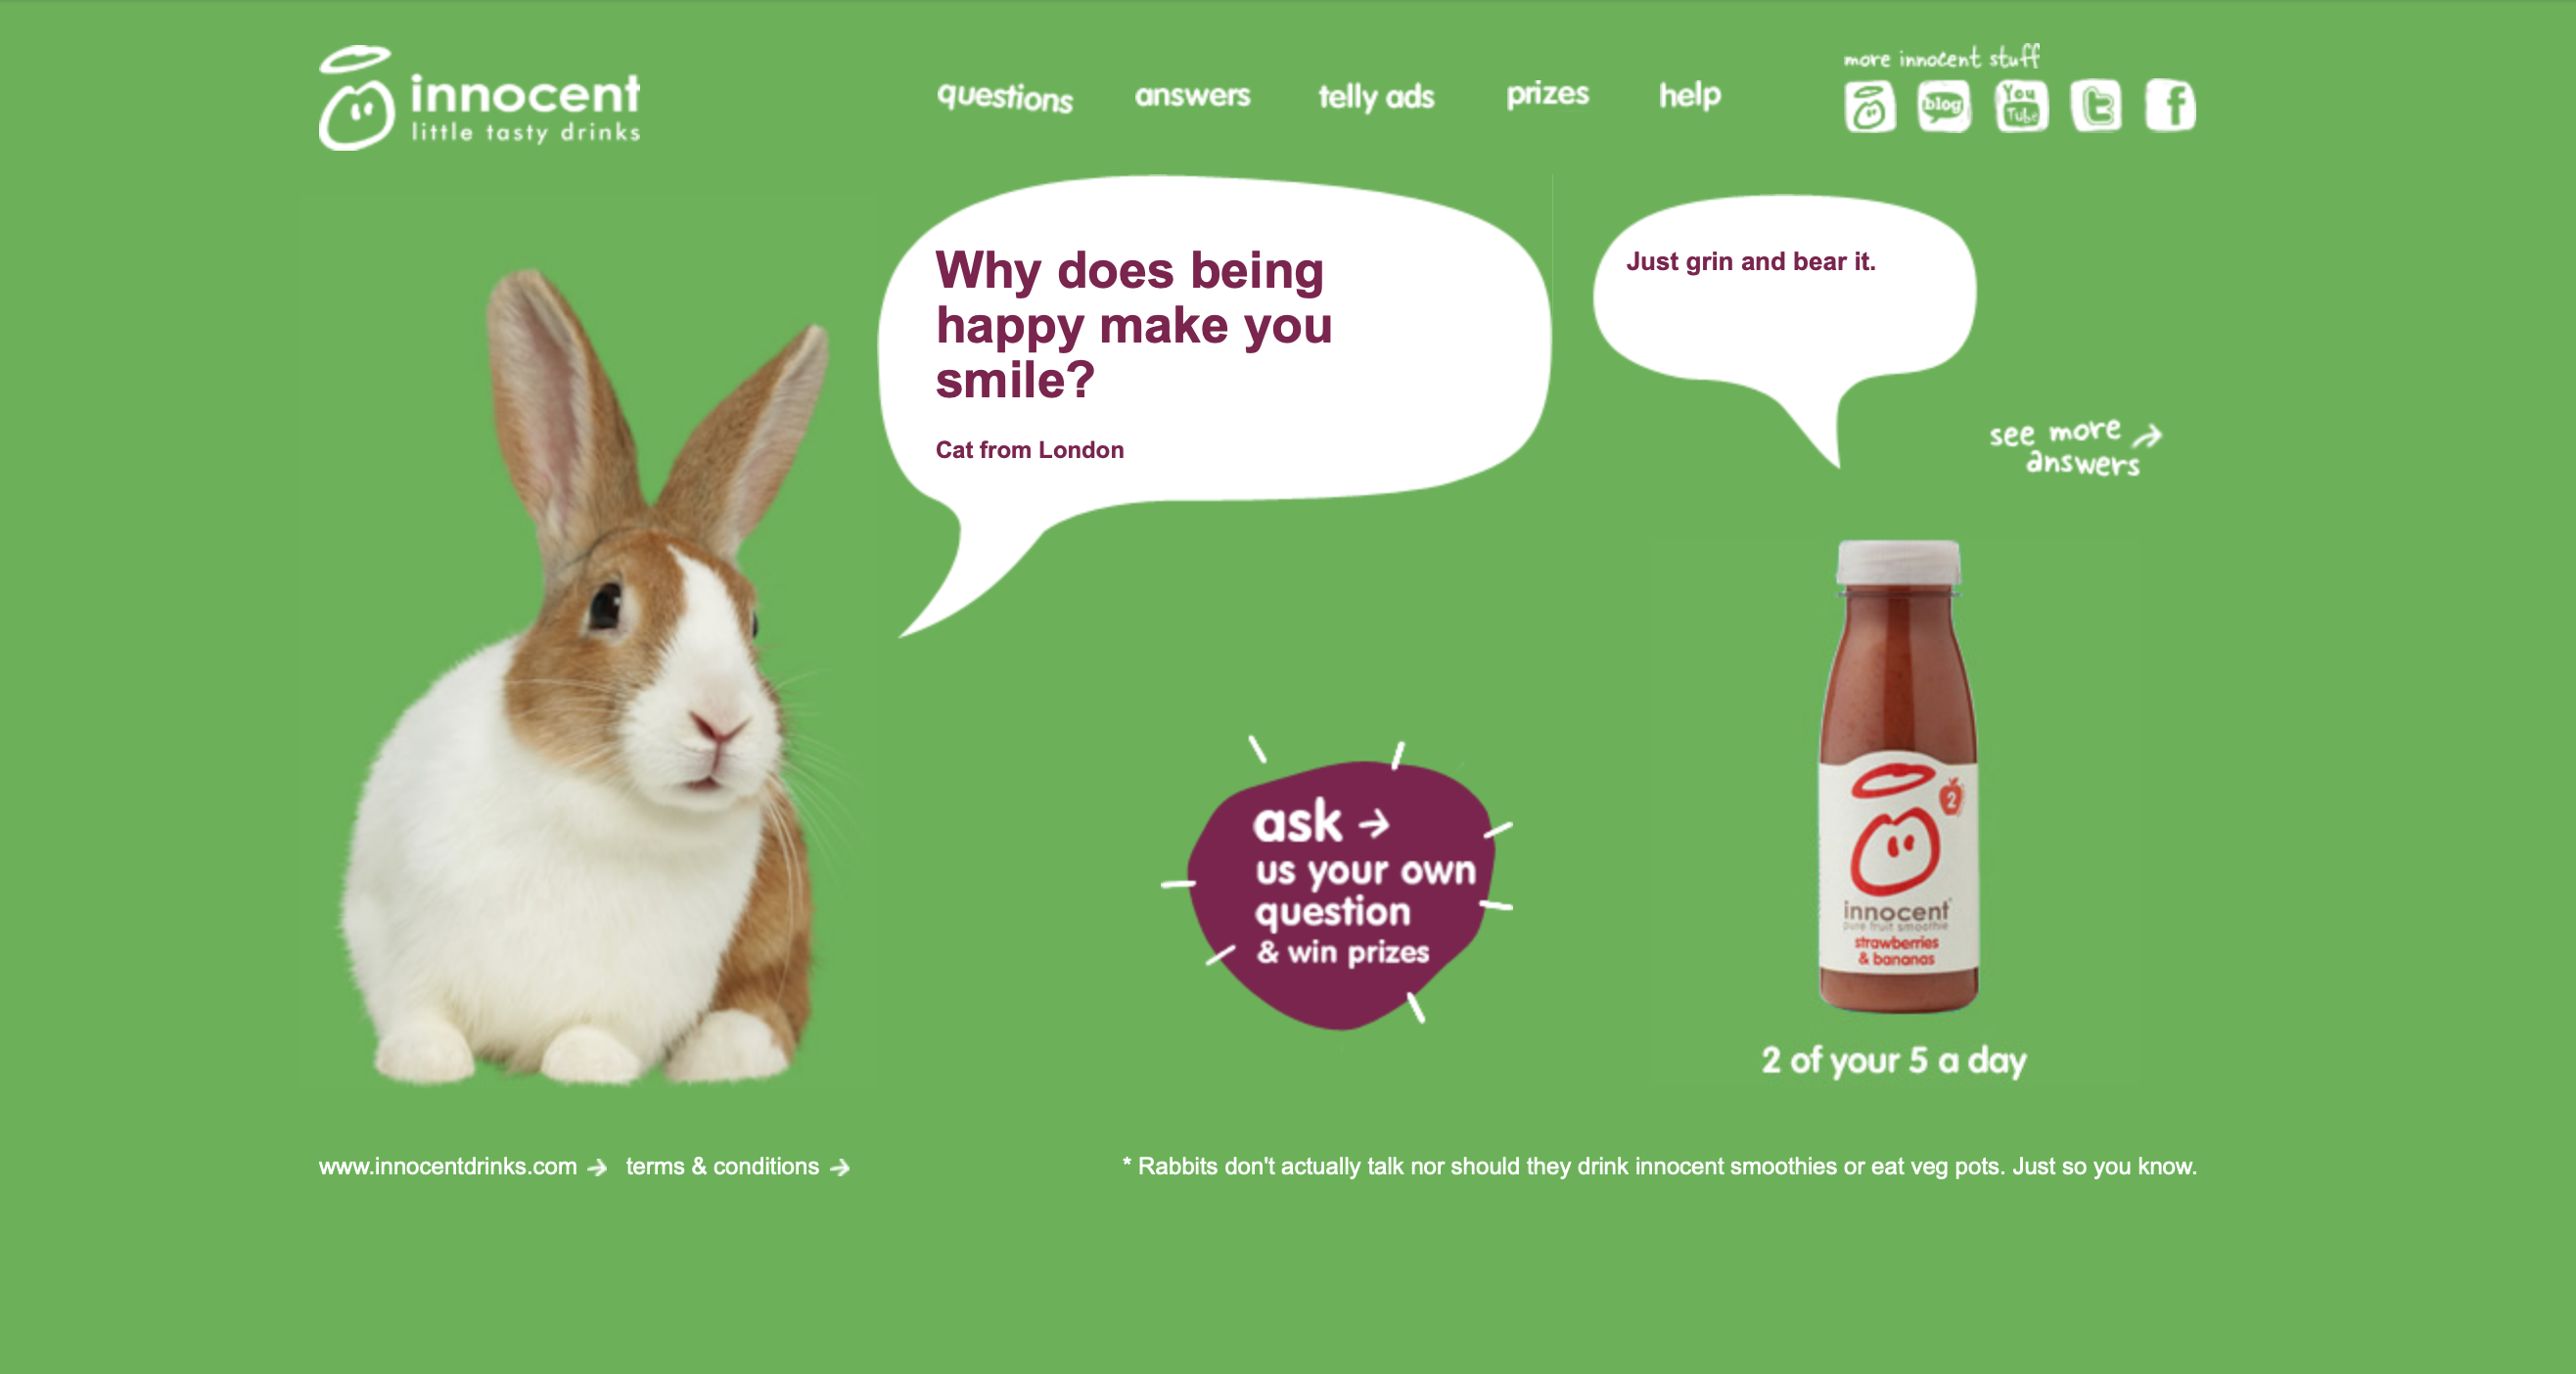 innocent
little tasty drinks
questions
answers
telly ads
prizes
help
more innocent stuff
blog
You
Tube
t
f
Why does being
happy make you
smile?
Cat from London
Just grin and bear it.
see more
answers
ask
us your own
question
& win prizes
2
innocent
pure fruit smoothie
strawberries
& bananas
2 of your 5 a day
www.innocentdrinks.com
terms & conditions
* Rabbits don't actually talk nor should they drink innocent smoothies or eat veg pots. Just so you know.